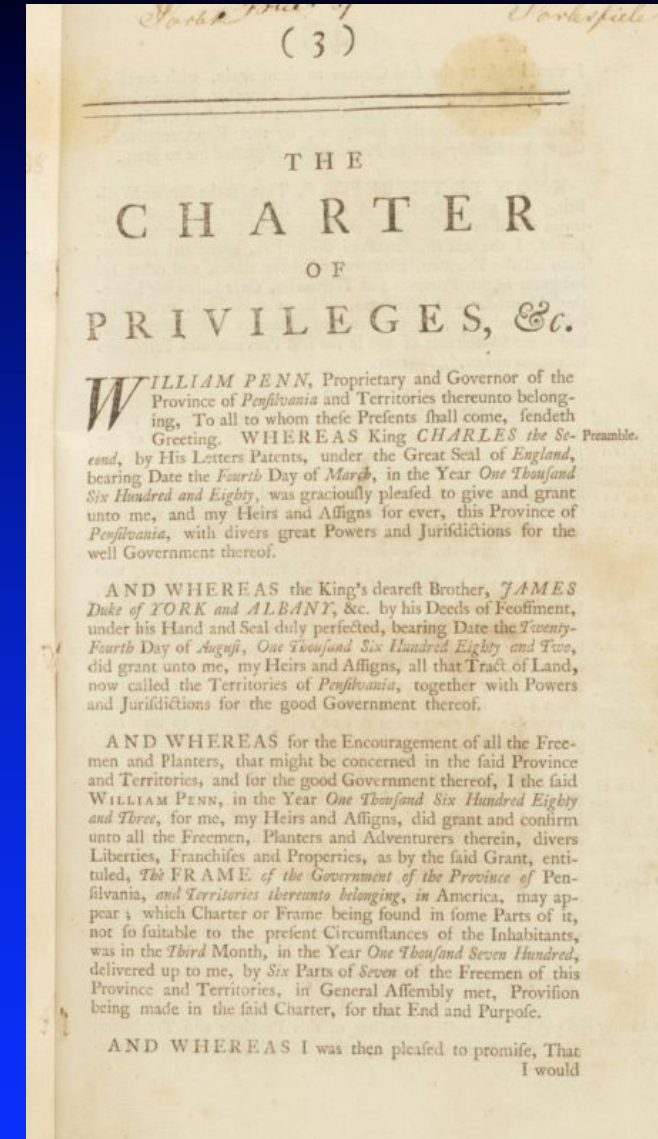 ( 3 )
THE
CHARTER
OF
PRIVILEGES, &c.
WILLIAM PENN, Proprietary and Governor of the
Province of Penſilvania and Territories thereunto belong-
ing, To all to whom theſe Preſents ſhall come, ſendeth
Greeting. WHEREAS King CHARLES the Se- Preamble.
cond, by His Letters Patents, under the Great Seal of England,
bearing Date the Fourth Day of March, in the Year One Thouſand
Six Hundred and Eighty, was graciouſly pleaſed to give and grant
unto me, and my Heirs and Aſſigns for ever, this Province of
Penſilvania, with divers great Powers and Juriſdictions for the
well Government thereof.
AND WHEREAS the King's deareſt Brother, JAMES
Duke of YORK and ALBANY, &c. by his Deeds of Feoffment,
under his Hand and Seal duly perfected, bearing Date the Twenty-
Fourth Day of Auguſt, One Thouſand Six Hundred Eighty and Two,
did grant unto me, my Heirs and Aſſigns, all that Tract of Land,
now called the Territories of Penſilvania, together with Powers
and Juriſdictions for the good Government thereof.
AND WHEREAS for the Encouragement of all the Free-
men and Planters, that might be concerned in the ſaid Province
and Territories, and for the good Government thereof, I the ſaid
WILLIAM PENN, in the Year One Thouſand Six Hundred Eighty
and Three, for me, my Heirs and Aſſigns, did grant and confirm
unto all the Freemen, Planters and Adventurers therein, divers
Liberties, Franchiſes and Properties, as by the ſaid Grant, enti-
tuled, The FRAME of the Government of the Province of Pen-
ſilvania, and Territories thereunto belonging, in America, may ap-
pear ; which Charter or Frame being found in ſome Parts of it,
not ſo ſuitable to the preſent Circumſtances of the Inhabitants,
was in the Third Month, in the Year One Thouſand Seven Hundred,
delivered up to me, by Six Parts of Seven of the Freemen of this
Province and Territories, in General Aſſembly met, Proviſion
being made in the ſaid Charter, for that End and Purpoſe.
AND WHEREAS I was then pleaſed to promiſe, That
I would